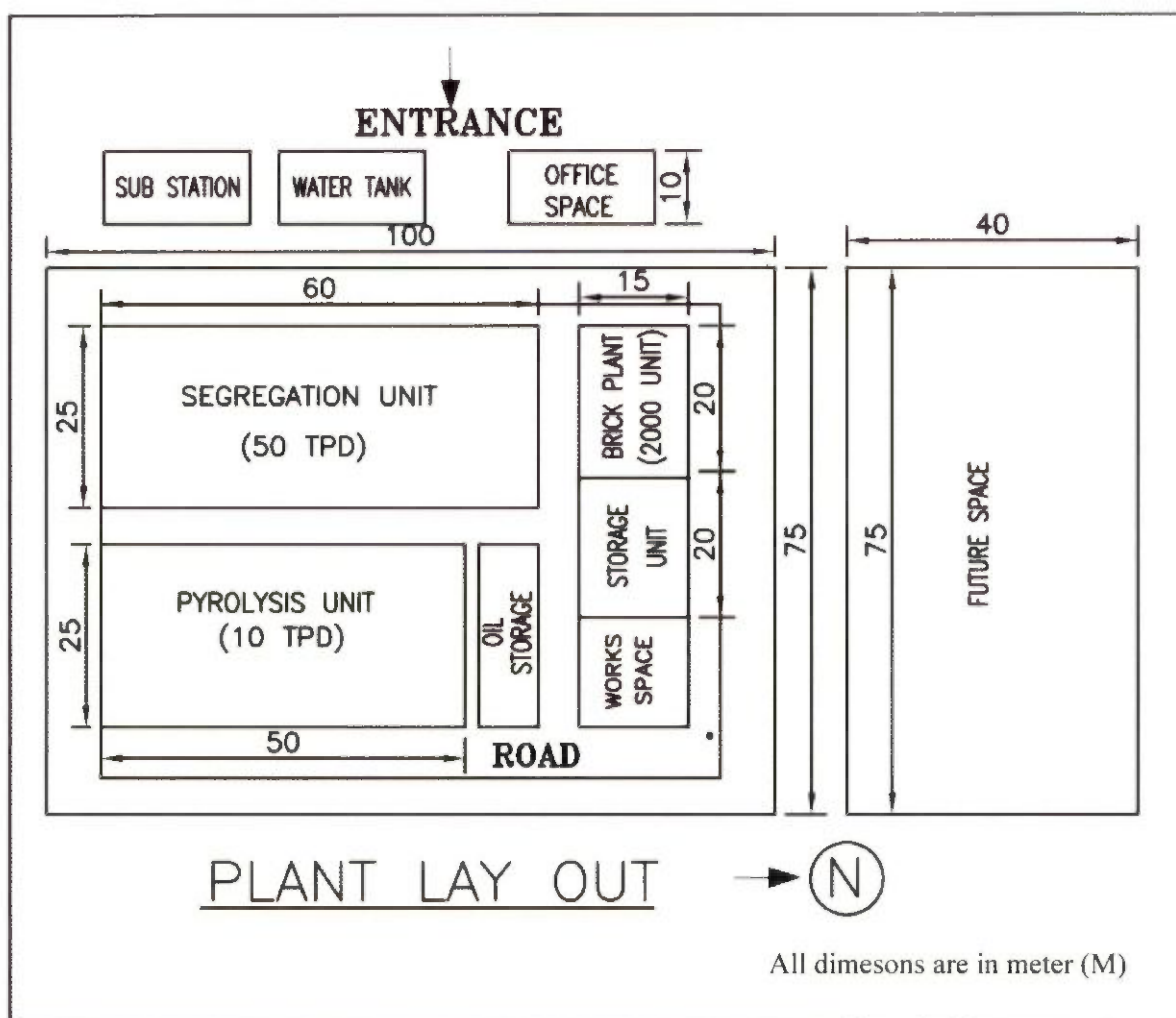 ENTRANCE
SUB STATION
WATER TANK
OFFICE
SPACE
10
100
40
60
15
25
SEGREGATION UNIT
(50 TPD)
BRICK PLANT
(2000 UNIT)
20
STORAGE
UNIT
20
75
75
FUTURE SPACE
25
PYROLYSIS UNIT
(10 TPD)
OIL
STORAGE
WORKS
SPACE
50
ROAD
PLANT LAY OUT
N
All dimesons are in meter (M)